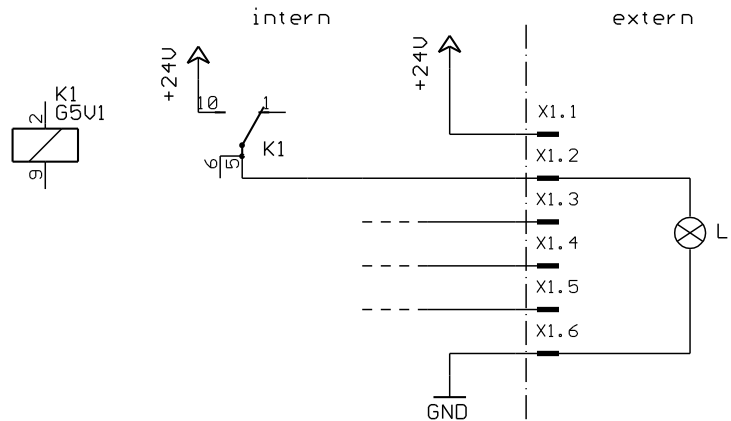 intern
extern
+24V
+24V
K1
G5V1
2
9
10
1
K1
6
5
X1.1
X1.2
X1.3
X1.4
X1.5
X1.6
L
GND